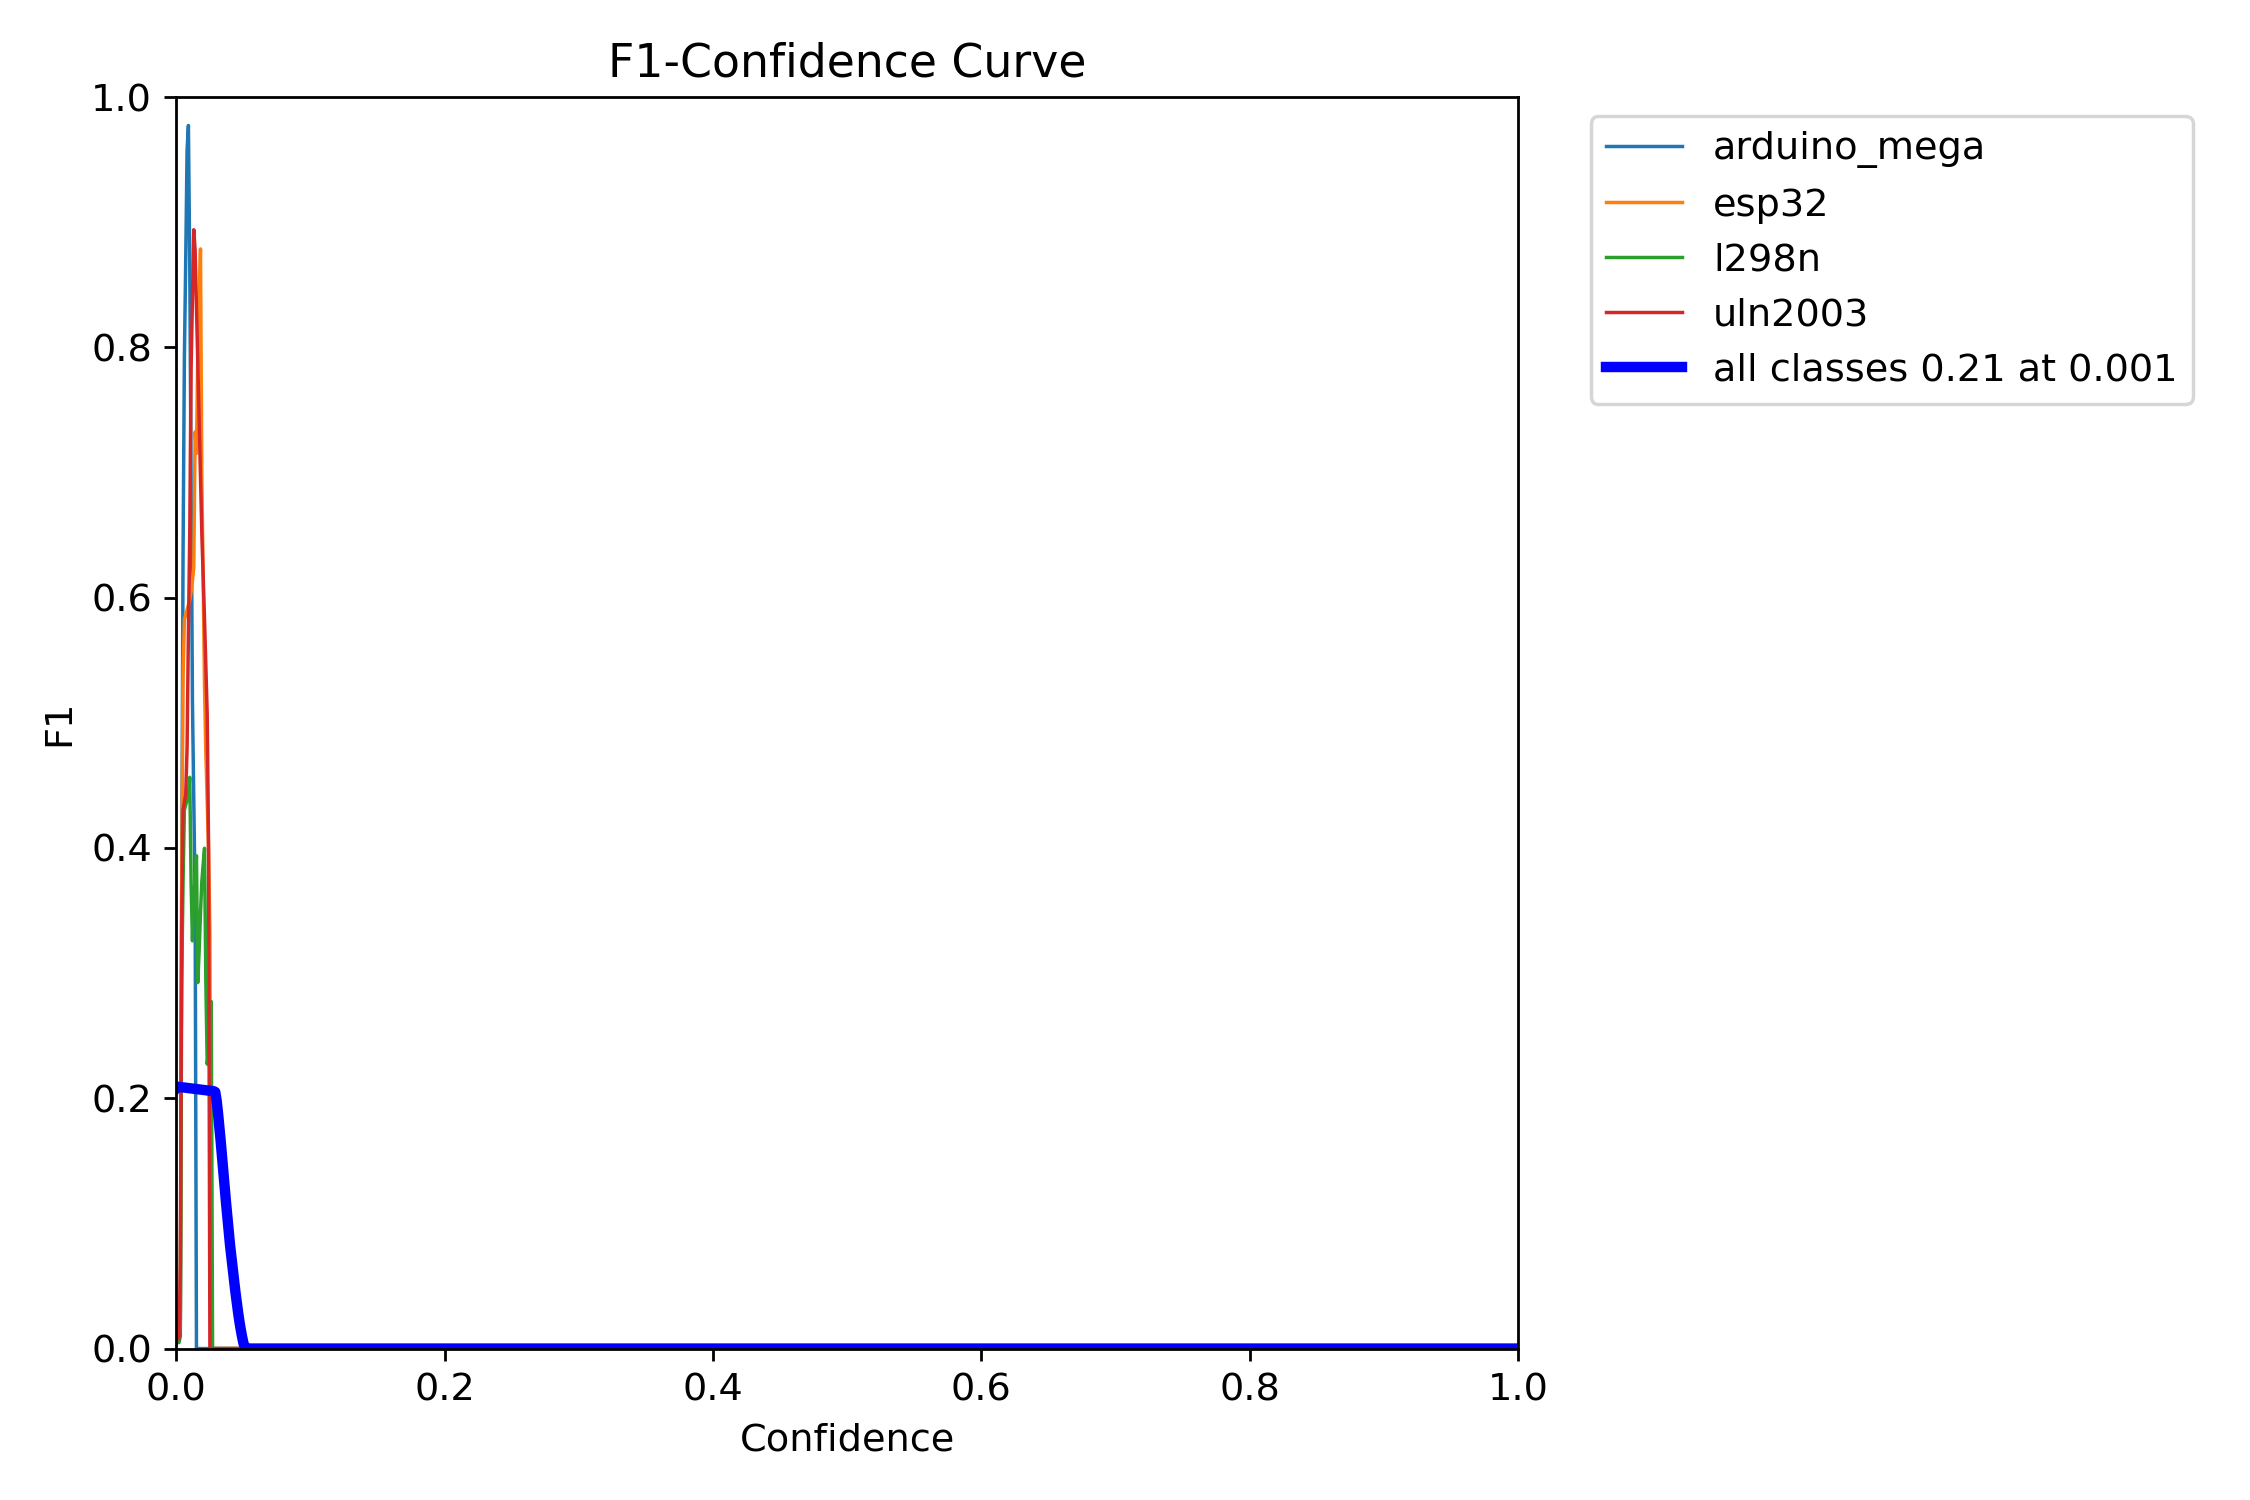 F1-Confidence Curve
1.0
0.8
0.6
0.4
0.2
0.0
F1
0.0 0.2 0.4 0.6 0.8 1.0
Confidence
arduino_mega
esp32
l298n
uln2003
all classes 0.21 at 0.001